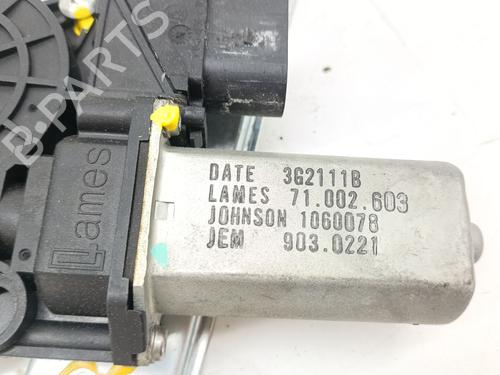 DATE 3G2111B
LAMES 71.002.603
JOHNSON 1060078
JEM 903.0221
Lames
B-PARTS